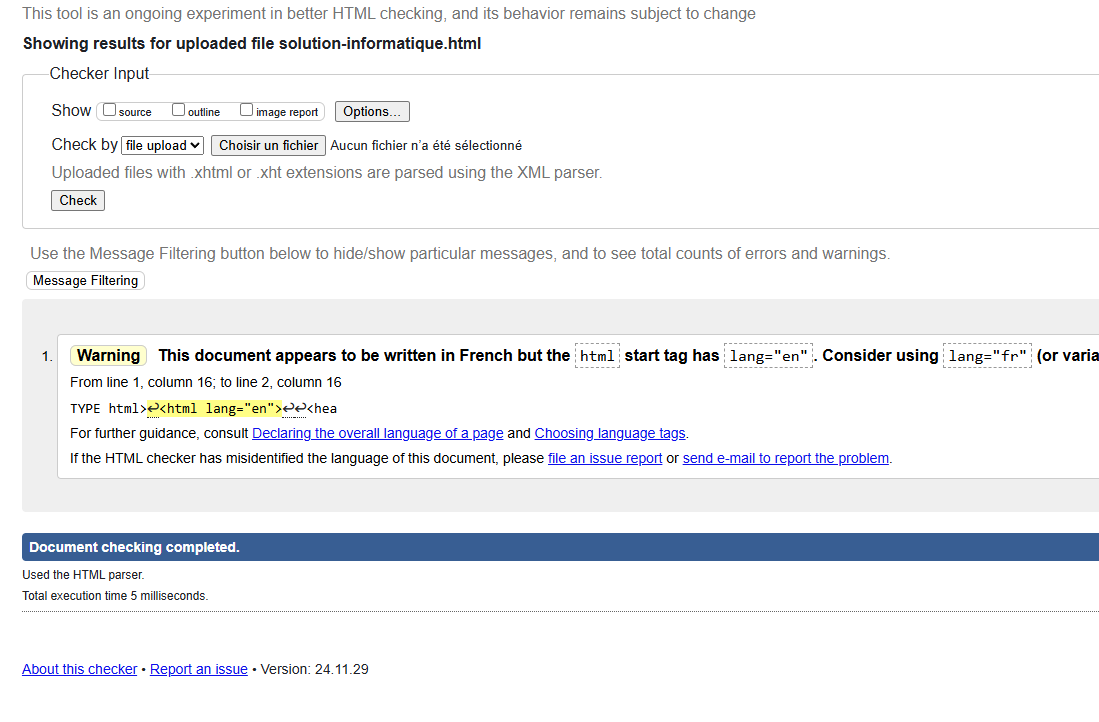 This tool is an ongoing experiment in better HTML checking, and its behavior remains subject to change
Showing results for uploaded file solution-informatique.html
Checker Input
Show source outline image report Options...
Check by file upload Choisir un fichier Aucun fichier n'a été sélectionné
Uploaded files with .xhtml or .xht extensions are parsed using the XML parser.
Check
Use the Message Filtering button below to hide/show particular messages, and to see total counts of errors and warnings.
Message Filtering
1. Warning This document appears to be written in French but the html start tag has lang="en". Consider using lang="fr" (or varia
From line 1, column 16; to line 2, column 16
TYPE html>↩<html lang="en">↩↩<hea
For further guidance, consult Declaring the overall language of a page and Choosing language tags.
If the HTML checker has misidentified the language of this document, please file an issue report or send e-mail to report the problem.
Document checking completed.
Used the HTML parser.
Total execution time 5 milliseconds.
About this checker • Report an issue • Version: 24.11.29